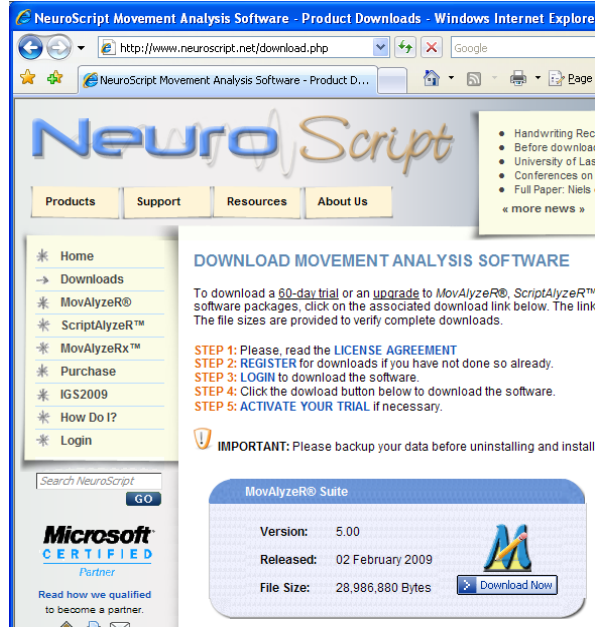 NeuroScript Movement Analysis Software - Product Downloads - Windows Internet Explore
http://www.neuroscript.net/download.php
Google
NeuroScript Movement Analysis Software - Product D...
Page
Neuro Script
Handwriting Rec
Before downloa
University of Las
Conferences on
Full Paper: Niels
« more news »
Products Support Resources About Us
Home
Downloads
MovAlyzeR®
ScriptAlyzeR™
MovAlyzeRx™
Purchase
IGS2009
How Do I?
Login
Search NeuroScript
GO
Microsoft
CERTIFIED
Partner
Read how we qualified
to become a partner.
DOWNLOAD MOVEMENT ANALYSIS SOFTWARE
To download a 60-day trial or an upgrade to MovAlyzeR®, ScriptAlyzeR™
software packages, click on the associated download link below. The link
The file sizes are provided to verify complete downloads.
STEP 1: Please, read the LICENSE AGREEMENT
STEP 2: REGISTER for downloads if you have not done so already.
STEP 3: LOGIN to download the software.
STEP 4: Click the dowload button below to download the software.
STEP 5: ACTIVATE YOUR TRIAL if necessary.
IMPORTANT: Please backup your data before uninstalling and install
MovAlyzeR® Suite
Version: 5.00
Released: 02 February 2009
File Size: 28,986,880 Bytes
Download Now